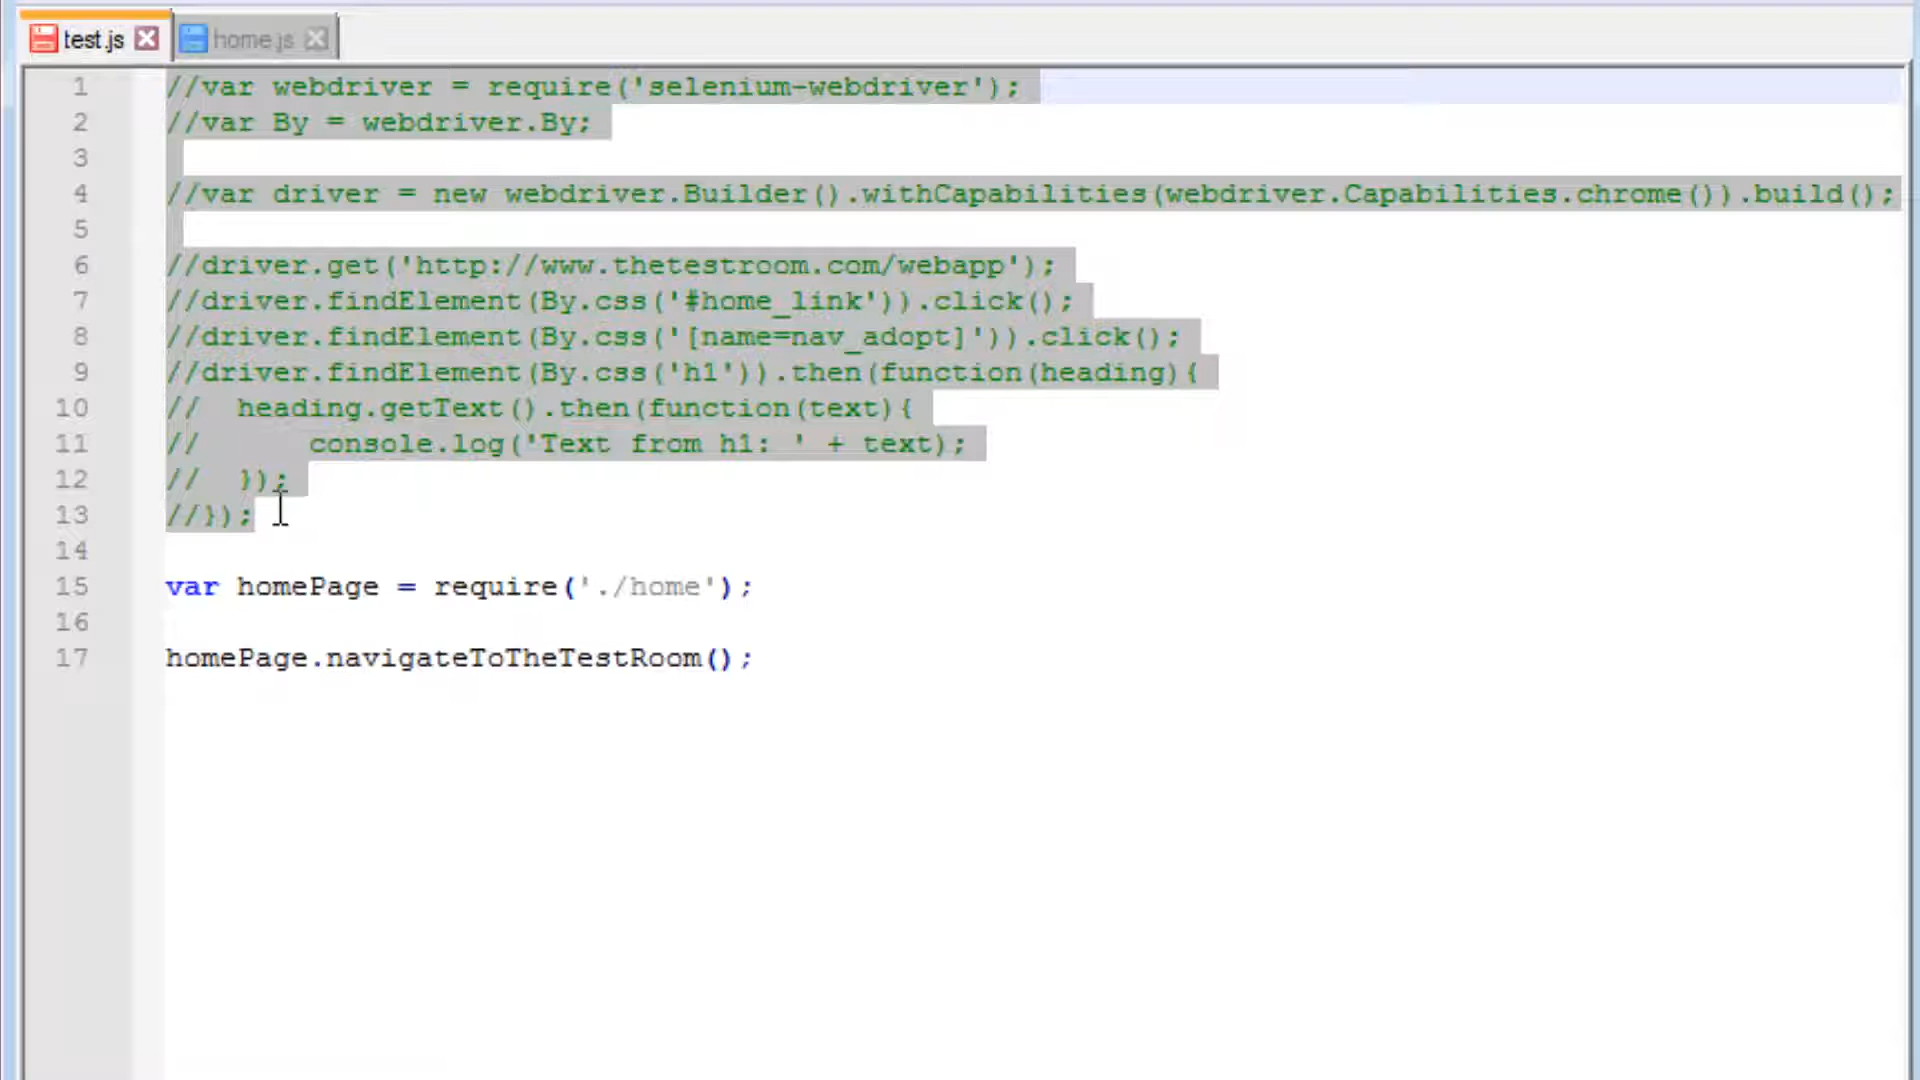 test.js home.js
1 //var webdriver = require('selenium-webdriver');
2 //var By = webdriver.By;
3
4 //var driver = new webdriver.Builder().withCapabilities(webdriver.Capabilities.chrome()).build();
5
6 //driver.get('http://www.thetestroom.com/webapp');
7 //driver.findElement(By.css('#home_link')).click();
8 //driver.findElement(By.css('[name=nav_adopt]')).click();
9 //driver.findElement(By.css('h1')).then(function(heading){
10 //  heading.getText().then(function(text){
11 //      console.log('Text from h1: ' + text);
12 //  });
13 //});
14
15 var homePage = require('./home');
16
17 homePage.navigateToTheTestRoom();